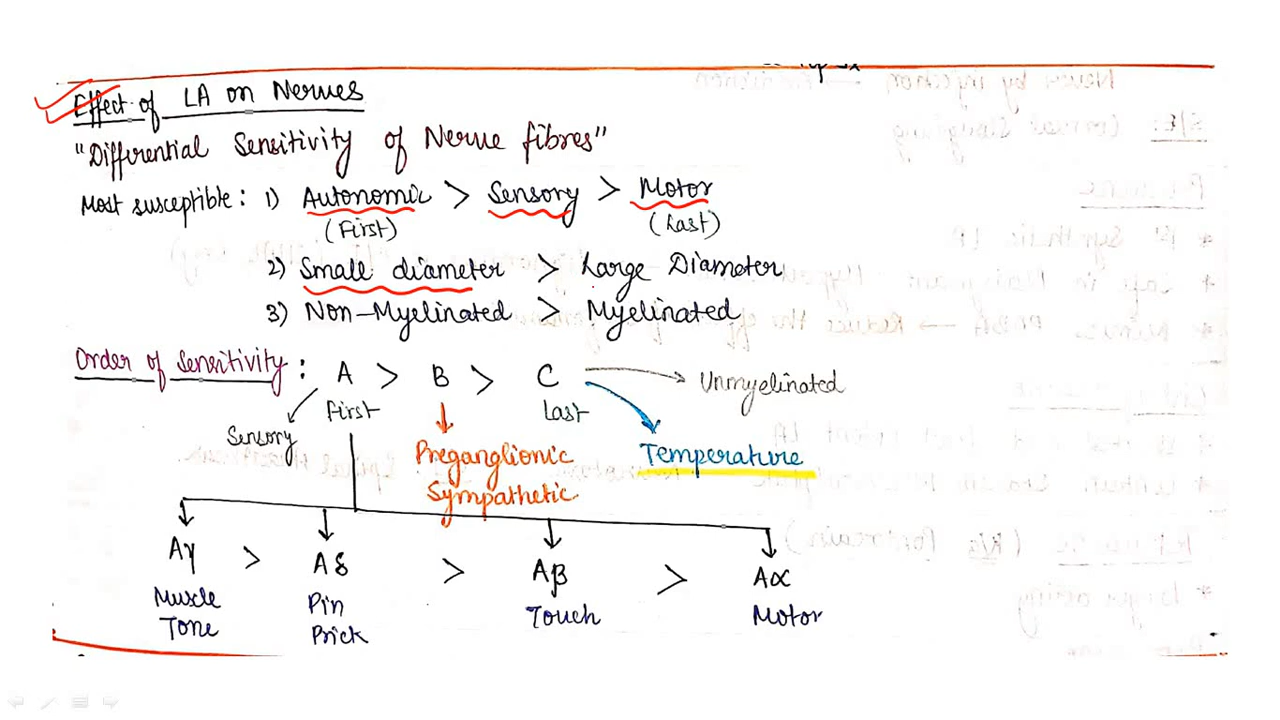 Effect of LA on Nerves
"Differential Sensitivity of Nerve fibres"
Most susceptible: 1) Autonomic > Sensory > Motor
(First) (Last)
2) Small diameter > Large Diameter
3) Non-Myelinated > Myelinated
Order of Sensitivity: A > B > C → Unmyelinated
First Last
Sensory Preganglionic Temperature
Sympathetic
Aγ > Aδ > Aβ > Aα
Muscle Pin Touch Motor
Tone Prick